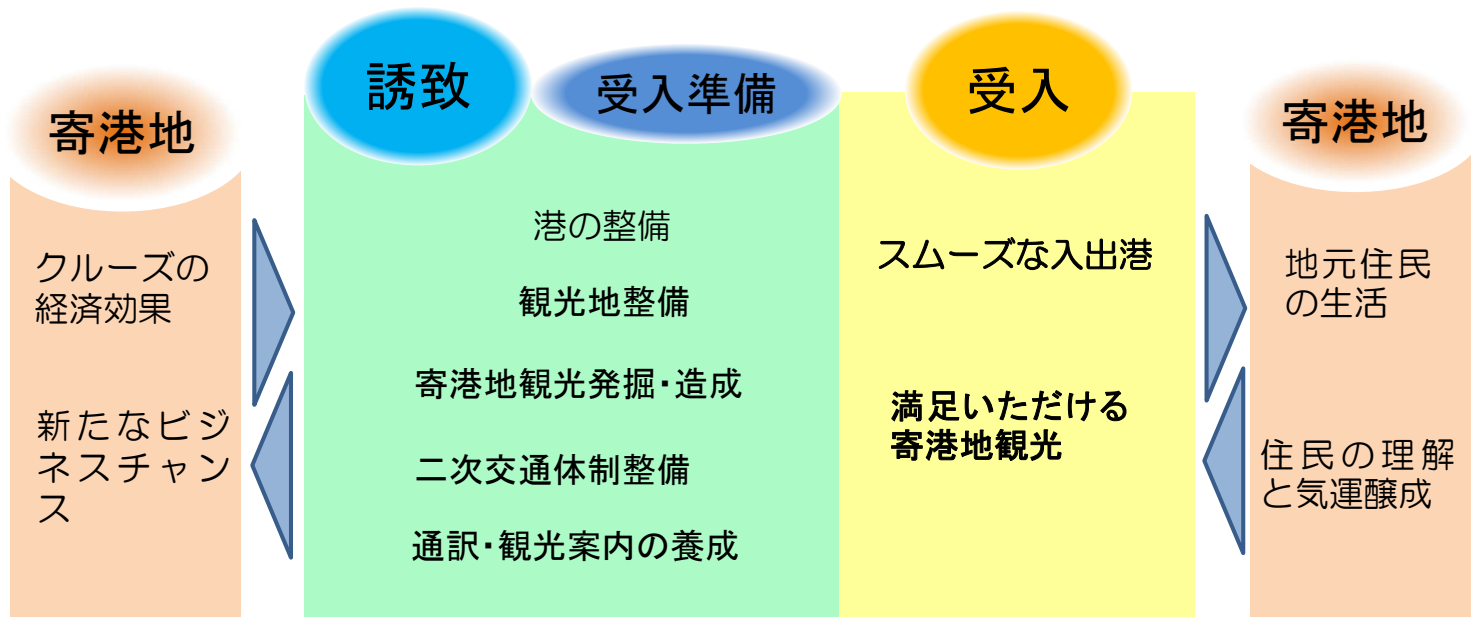 寄港地
クルーズの
経済効果
新たなビジ
ネスチャン
ス
誘致
受入準備
港の整備
観光地整備
寄港地観光発掘・造成
二次交通体制整備
通訳・観光案内の養成
受入
スムーズな入出港
満足いただける
寄港地観光
寄港地
地元住民
の生活
住民の理解
と気運醸成